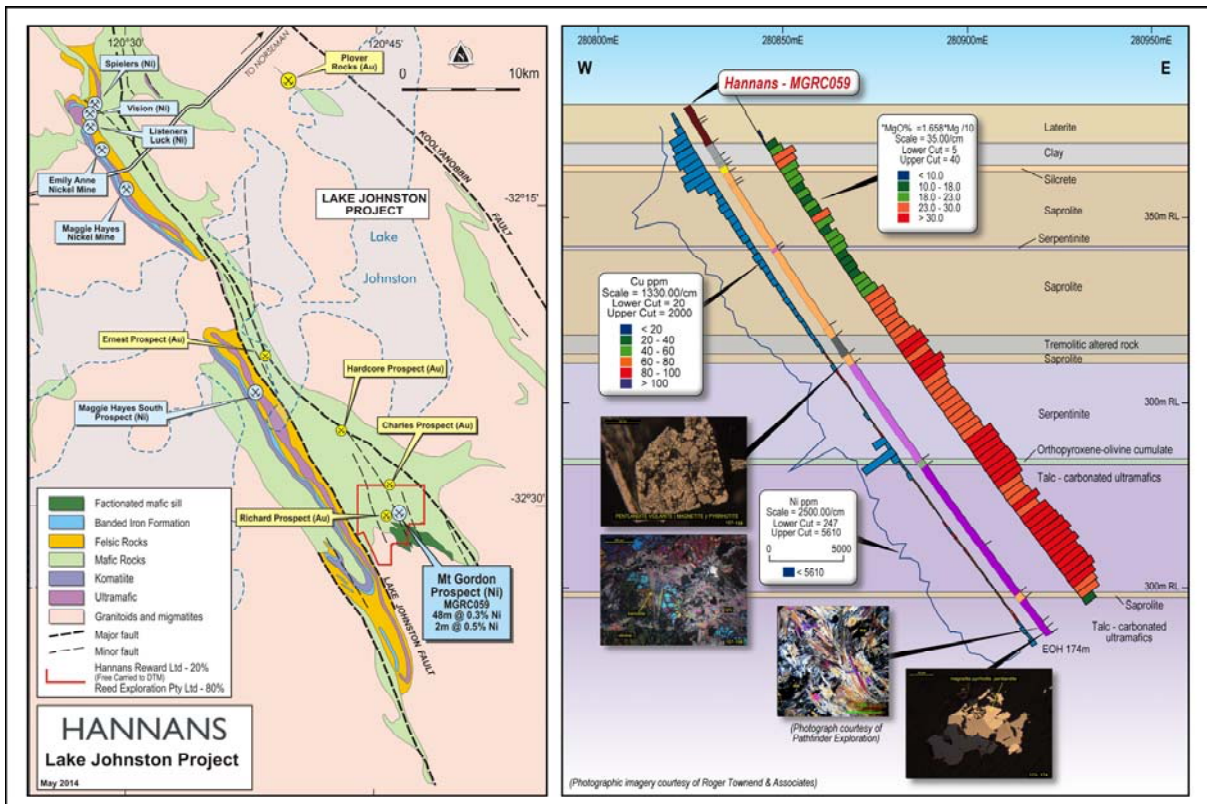 120°30'
120°45'
TO NORSEMAN
0 10km
Spielers (Ni)
Vision (Ni)
Listeners
Luck (Ni)
Emily Anne
Nickel Mine
Maggie Hayes
Nickel Mine
Plover
Rocks (Au)
KOOLYANOBBIN
FAULT
LAKE JOHNSTON
PROJECT
Lake
Johnston
-32°15'
Ernest Prospect (Au)
Hardcore Prospect (Au)
Maggie Hayes South
Prospect (Ni)
Charles Prospect (Au)
-32°30'
Richard Prospect (Au)
Mt Gordon
Prospect (Ni)
MGRC059
48m @ 0.3% Ni
2m @ 0.5% Ni
LAKE JOHNSTON FAULT
Factionated mafic sill
Banded Iron Formation
Felsic Rocks
Mafic Rocks
Komatiite
Ultramafic
Granitoids and migmatites
Major fault
Minor fault
Hannans Reward Ltd - 20%
(Free Carried to DTM)
Reed Exploration Pty Ltd - 80%
HANNANS
Lake Johnston Project
May 2014
280800mE
280850mE
280900mE
280950mE
W
E
Hannans - MGRC059
*MgO% =1.658*Mg /10
Scale = 35.00/cm
Lower Cut = 5
Upper Cut = 40
< 10.0
10.0 - 18.0
18.0 - 23.0
23.0 - 30.0
> 30.0
Laterite
Clay
Silcrete
Saprolite
350m RL
Serpentinite
Saprolite
Tremolitic altered rock
Saprolite
Serpentinite
300m RL
Orthopyroxene-olivine cumulate
Talc - carbonated ultramafics
300m RL
Saprolite
Talc - carbonated
ultramafics
EOH 174m
Cu ppm
Scale = 1330.00/cm
Lower Cut = 20
Upper Cut = 2000
< 20
20 - 40
40 - 60
60 - 80
80 - 100
> 100
Ni ppm
Scale = 2500.00/cm
Lower Cut = 247
Upper Cut = 5610
0 5000
< 5610
magnetite pyrrhotite pentlandite
(Photograph courtesy of
Pathfinder Exploration)
(Photographic imagery courtesy of Roger Townend & Associates)